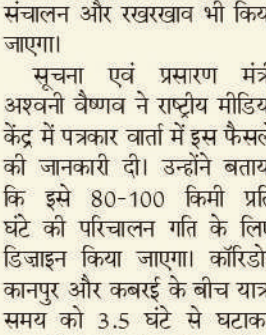 संचालन और रखरखाव भी किय
जाएगा।
सूचना एवं प्रसारण मंत्र
अश्वनी वैष्णव ने राष्ट्रीय मीडिय
केंद्र में पत्रकार वार्ता में इस फैसल
की जानकारी दी। उन्होंने बताय
कि इसे 80-100 किमी प्रति
घंटे की परिचालन गति के लिए
डिजाइन किया जाएगा। कॉरिडो
कानपुर और कबरई के बीच यात्र
समय को 3.5 घंटे से घटाक